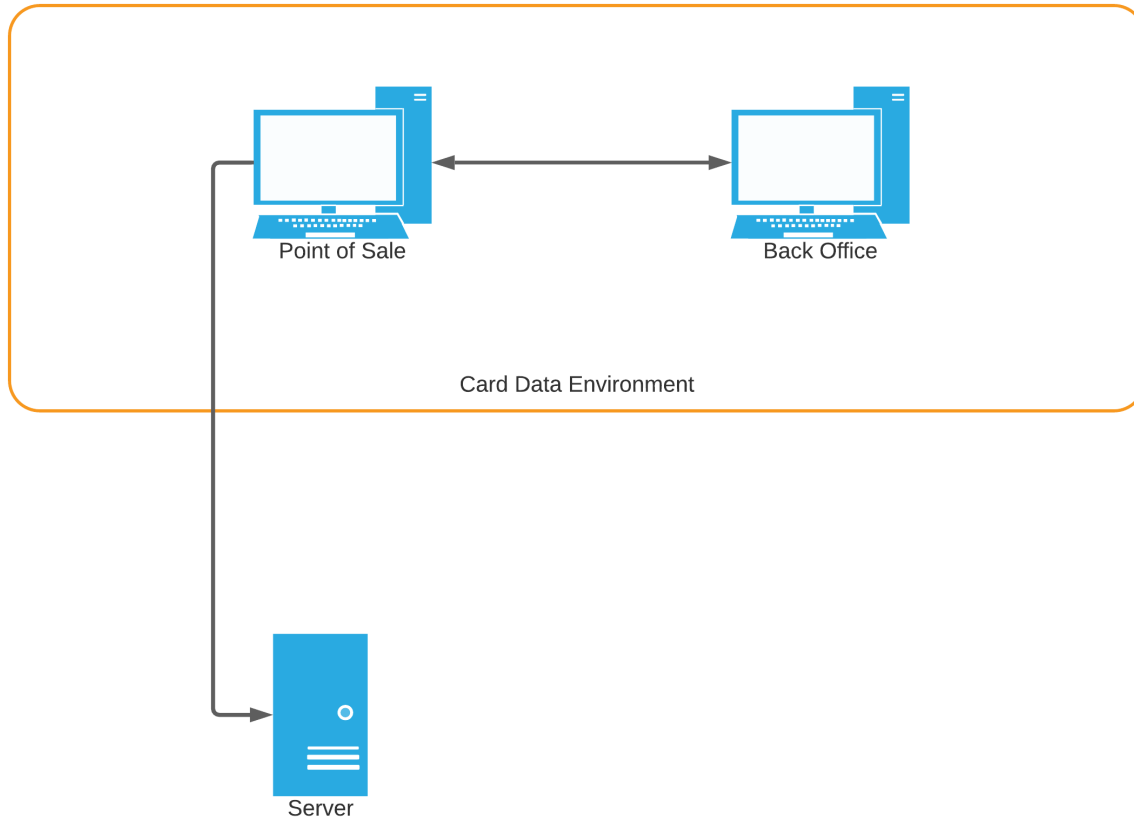 Point of Sale
Back Office
Card Data Environment
Server